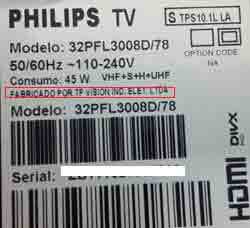 PHILIPS TV
S TPS10.1L LA
Modelo: 32PFL3008D/78
OPTION CODE
NA
50/60Hz ~110-240V
Consumo: 45 W VHF+S+H+UHF
FABRICADO POR TP VISION IND. ELET. LTDA
Modelo: 32PFL3008D/78
Serial:
HDMI
DIVX